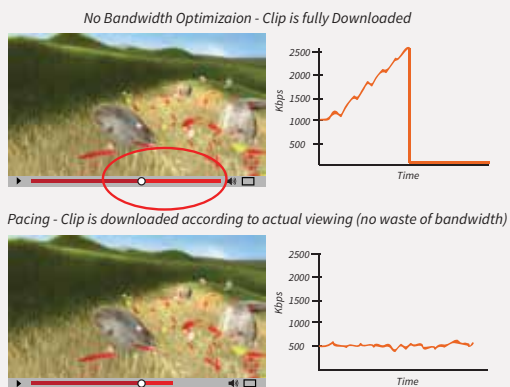 No Bandwidth Optimizaion - Clip is fully Downloaded
2500
2000
1500
1000
500
Kbps
Time
Pacing - Clip is downloaded according to actual viewing (no waste of bandwidth)
2500
2000
1500
1000
500
Kbps
Time